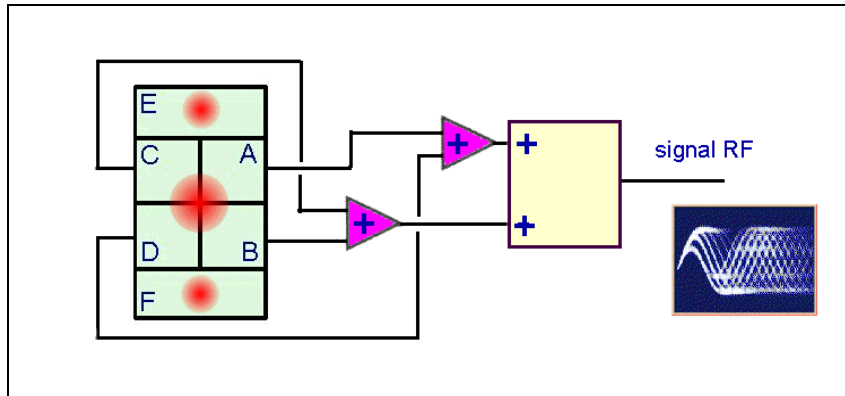 E
C A
+ +
signal RF
D B
+ +
F